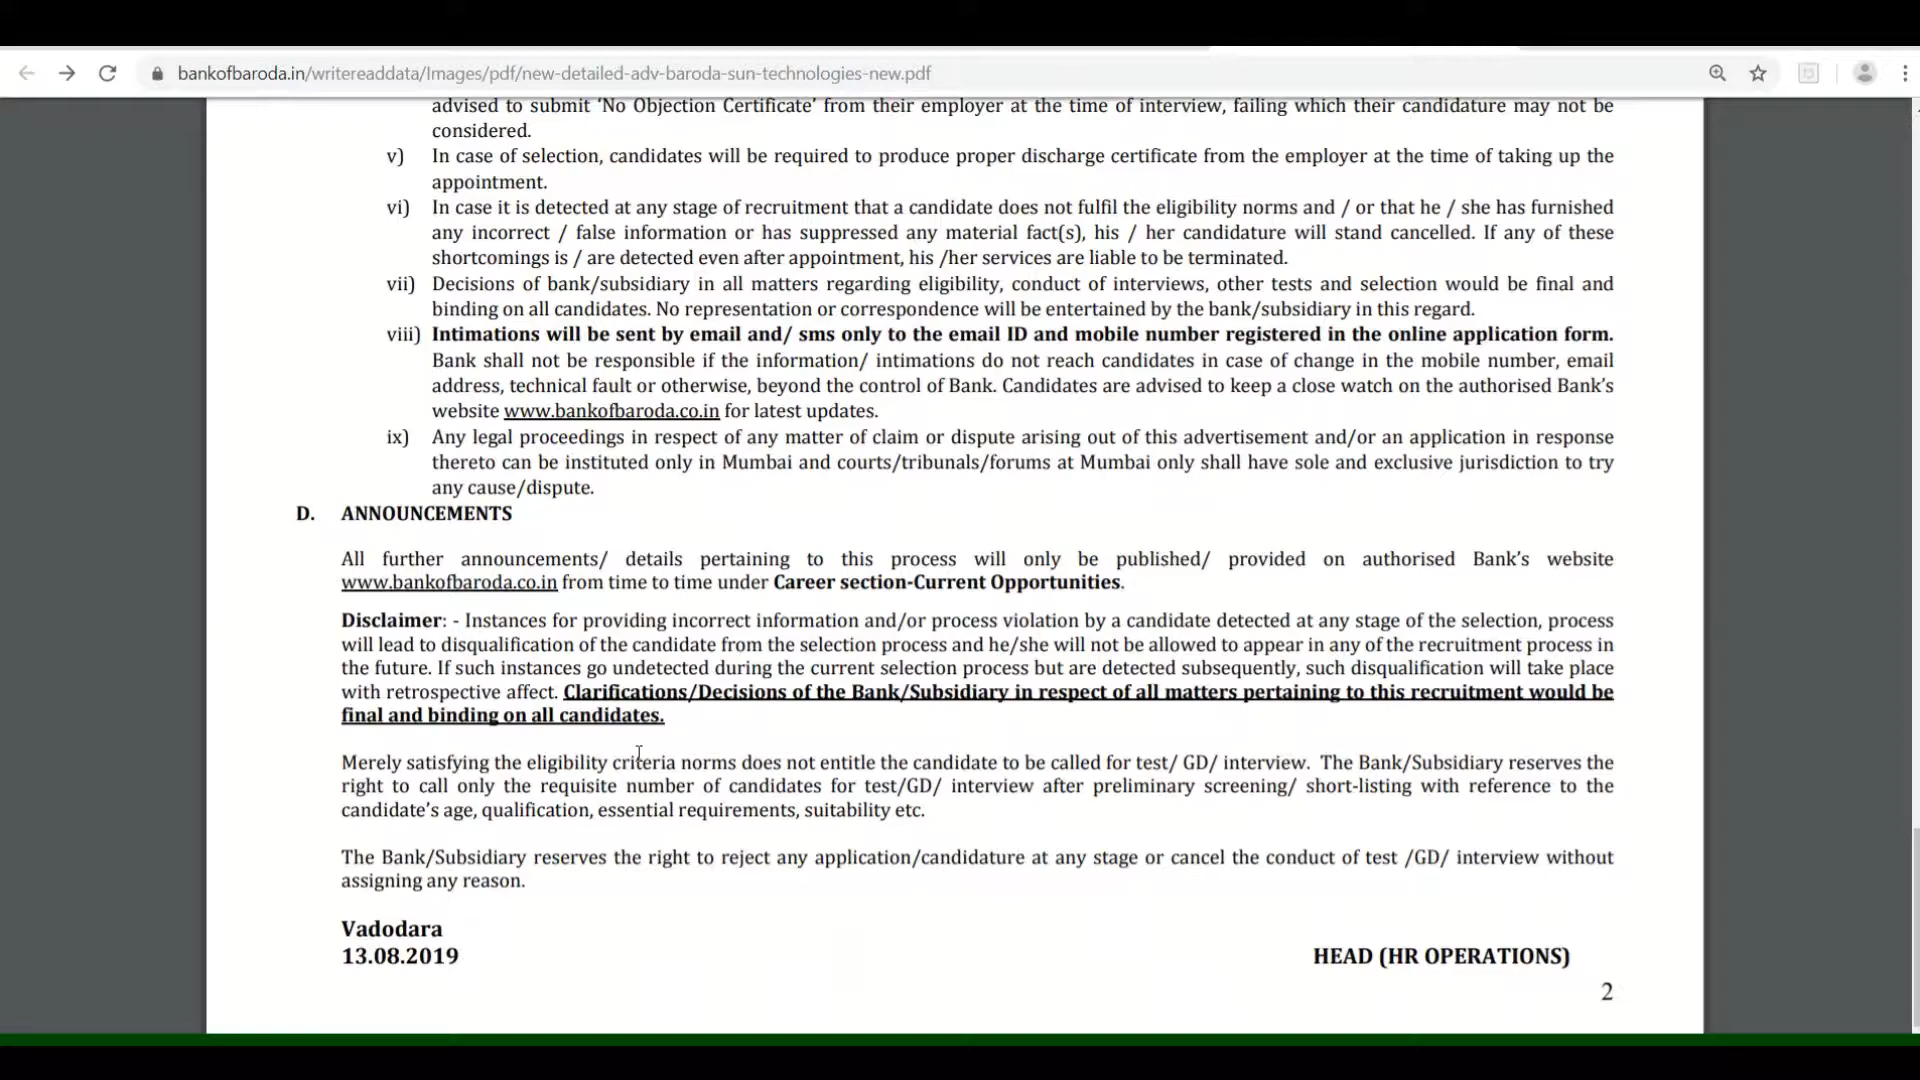 bankofbaroda.in/writereaddata/Images/pdf/new-detailed-adv-baroda-sun-technologies-new.pdf
advised to submit ‘No Objection Certificate’ from their employer at the time of interview, failing which their candidature may not be
considered.
v) In case of selection, candidates will be required to produce proper discharge certificate from the employer at the time of taking up the
appointment.
vi) In case it is detected at any stage of recruitment that a candidate does not fulfil the eligibility norms and / or that he / she has furnished
any incorrect / false information or has suppressed any material fact(s), his / her candidature will stand cancelled. If any of these
shortcomings is / are detected even after appointment, his /her services are liable to be terminated.
vii) Decisions of bank/subsidiary in all matters regarding eligibility, conduct of interviews, other tests and selection would be final and
binding on all candidates. No representation or correspondence will be entertained by the bank/subsidiary in this regard.
viii) Intimations will be sent by email and/ sms only to the email ID and mobile number registered in the online application form.
Bank shall not be responsible if the information/ intimations do not reach candidates in case of change in the mobile number, email
address, technical fault or otherwise, beyond the control of Bank. Candidates are advised to keep a close watch on the authorised Bank’s
website www.bankofbaroda.co.in for latest updates.
ix) Any legal proceedings in respect of any matter of claim or dispute arising out of this advertisement and/or an application in response
thereto can be instituted only in Mumbai and courts/tribunals/forums at Mumbai only shall have sole and exclusive jurisdiction to try
any cause/dispute.
D. ANNOUNCEMENTS
All further announcements/ details pertaining to this process will only be published/ provided on authorised Bank’s website
www.bankofbaroda.co.in from time to time under Career section-Current Opportunities.
Disclaimer: - Instances for providing incorrect information and/or process violation by a candidate detected at any stage of the selection, process
will lead to disqualification of the candidate from the selection process and he/she will not be allowed to appear in any of the recruitment process in
the future. If such instances go undetected during the current selection process but are detected subsequently, such disqualification will take place
with retrospective affect. Clarifications/Decisions of the Bank/Subsidiary in respect of all matters pertaining to this recruitment would be
final and binding on all candidates.
Merely satisfying the eligibility criteria norms does not entitle the candidate to be called for test/ GD/ interview. The Bank/Subsidiary reserves the
right to call only the requisite number of candidates for test/GD/ interview after preliminary screening/ short-listing with reference to the
candidate’s age, qualification, essential requirements, suitability etc.
The Bank/Subsidiary reserves the right to reject any application/candidature at any stage or cancel the conduct of test /GD/ interview without
assigning any reason.
Vadodara
13.08.2019 HEAD (HR OPERATIONS)
2